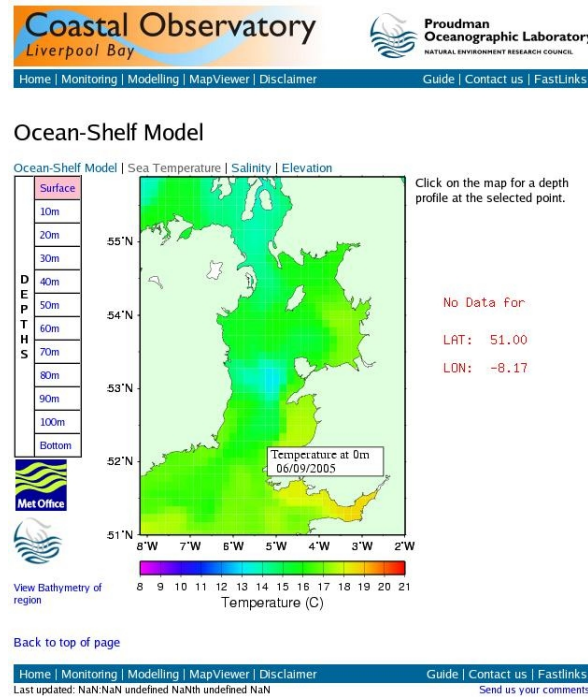 Coastal Observatory
Liverpool Bay
Proudman
Oceanographic Laboratory
NATURAL ENVIRONMENT RESEARCH COUNCIL
Home | Monitoring | Modelling | MapViewer | Disclaimer
Guide | Contact us | FastLinks
Ocean-Shelf Model
Ocean-Shelf Model | Sea Temperature | Salinity | Elevation
DEPTHS
Surface
10m
20m
30m
40m
50m
60m
70m
80m
90m
100m
Bottom
Met Office
View Bathymetry of
region
55°N
54°N
53°N
52°N
51°N
8°W 7°W 6°W 5°W 4°W 3°W 2°W
Temperature at 0m
06/09/2005
8 9 10 11 12 13 14 15 16 17 18 19 20 21
Temperature (C)
Click on the map for a depth
profile at the selected point.
No Data for
LAT: 51.00
LON: -8.17
Back to top of page
Home | Monitoring | Modelling | MapViewer | Disclaimer
Guide | Contact us | Fastlinks
Last updated: NaN:NaN undefined NaNth undefined NaN
Send us your comments